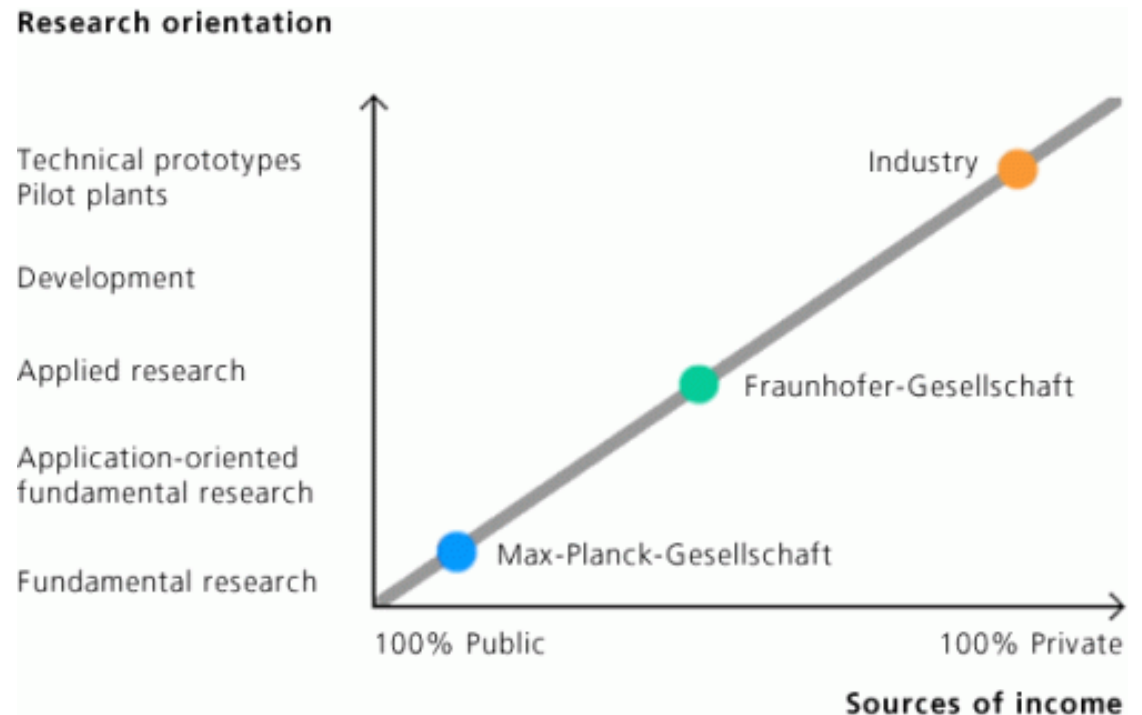 Research orientation
Technical prototypes
Pilot plants
Industry
Development
Applied research
Fraunhofer-Gesellschaft
Application-oriented
fundamental research
Max-Planck-Gesellschaft
Fundamental research
100% Public
100% Private
Sources of income